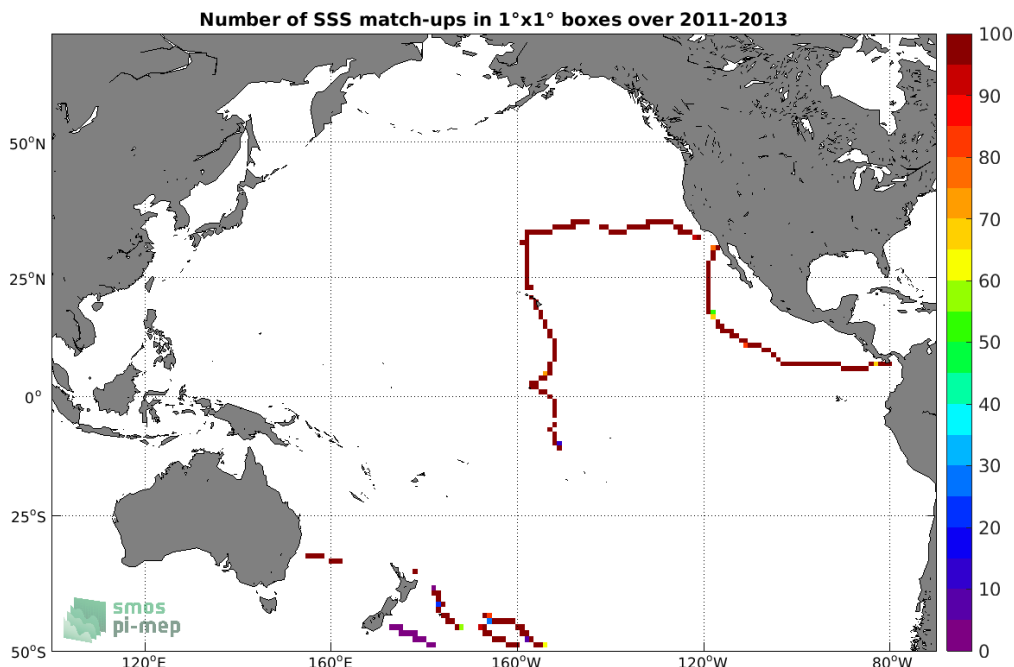 Number of SSS match-ups in 1°x1° boxes over 2011-2013
50°N
25°N
0°
25°S
50°S
120°E
160°E
160°W
120°W
80°W
100
90
80
70
60
50
40
30
20
10
0
smos
pi-mep